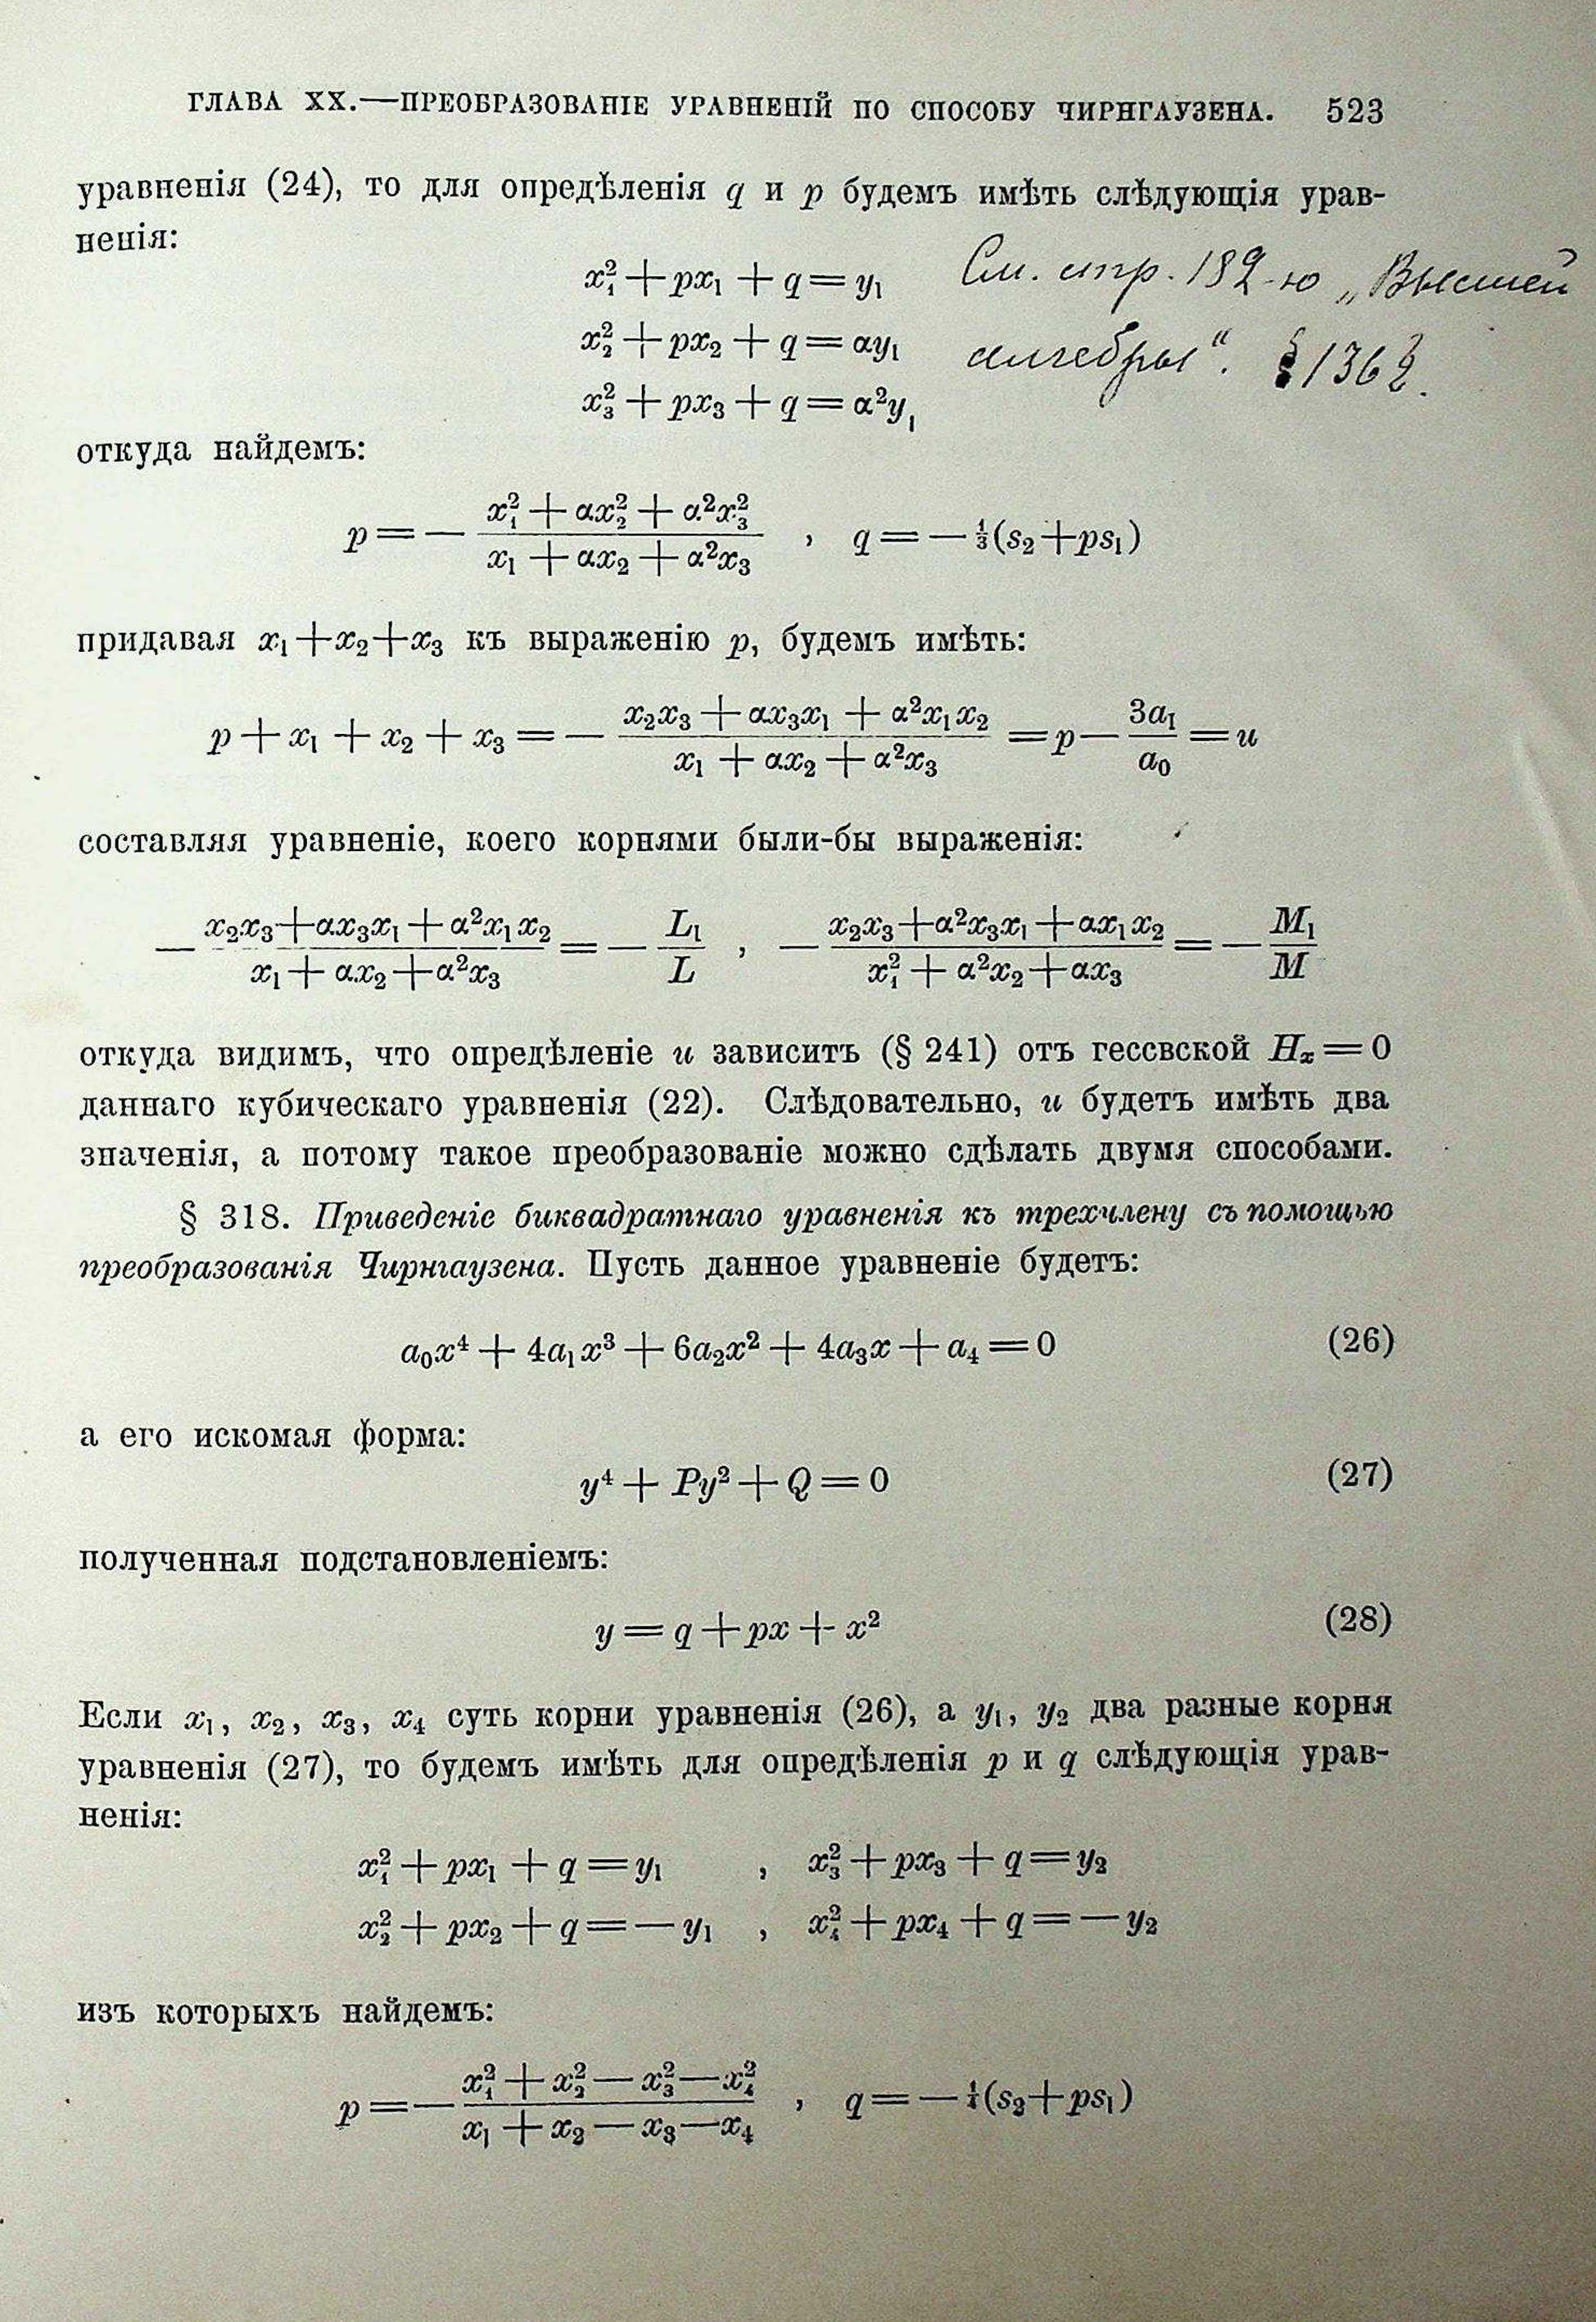 ГЛАВА XX.—ПРЕОБРАЗОВАНІЕ УРАВНЕНІЙ ПО СПОСОБУ ЧИРНГАУЗЕНА. 523
уравненія (24), то для опредѣленія q и p будемъ имѣть слѣдующія урав-
ненія:
x₁² + px₁ + q = y₁ См. стр. 189-ю „Высшей
x₂² + px₂ + q = αy₁ алгебры“. § 136
x₃² + px₃ + q = α²y₁
откуда найдемъ:
p = − (x₁² + αx₂² + α²x₃²) / (x₁ + αx₂ + α²x₃) , q = − ⅓(s₂+ps₁)
придавая x₁+x₂+x₃ къ выраженію p, будемъ имѣть:
p + x₁ + x₂ + x₃ = − (x₂x₃ + αx₃x₁ + α²x₁x₂) / (x₁ + αx₂ + α²x₃) = p − 3a₁/a₀ = u
составляя уравненіе, коего корнями были-бы выраженія:
− (x₂x₃+αx₃x₁+α²x₁x₂) / (x₁+αx₂+α²x₃) = − L₁/L , − (x₂x₃+α²x₃x₁+αx₁x₂) / (x₁²+α²x₂+αx₃) = − M₁/M
откуда видимъ, что опредѣленіе u зависитъ (§ 241) отъ гессвской Hₓ = 0
даннаго кубическаго уравненія (22). Слѣдовательно, u будетъ имѣть два
значенія, а потому такое преобразованіе можно сдѣлать двумя способами.
§ 318. Приведеніе биквадратнаго уравненія къ трехчлену съ помощью
преобразованія Чирнгаузена. Пусть данное уравненіе будетъ:
a₀x⁴ + 4a₁x³ + 6a₂x² + 4a₃x + a₄ = 0 (26)
а его искомая форма:
y⁴ + Py² + Q = 0 (27)
полученная подстановленіемъ:
y = q + px + x² (28)
Если x₁, x₂, x₃, x₄ суть корни уравненія (26), а y₁, y₂ два разные корня
уравненія (27), то будемъ имѣть для опредѣленія p и q слѣдующія урав-
ненія:
x₁² + px₁ + q = y₁ , x₃² + px₃ + q = y₂
x₂² + px₂ + q = − y₁ , x₄² + px₄ + q = − y₂
изъ которыхъ найдемъ:
p = − (x₁² + x₂² − x₃² − x₄²) / (x₁ + x₂ − x₃ − x₄) , q = − ¼(s₂+ps₁)